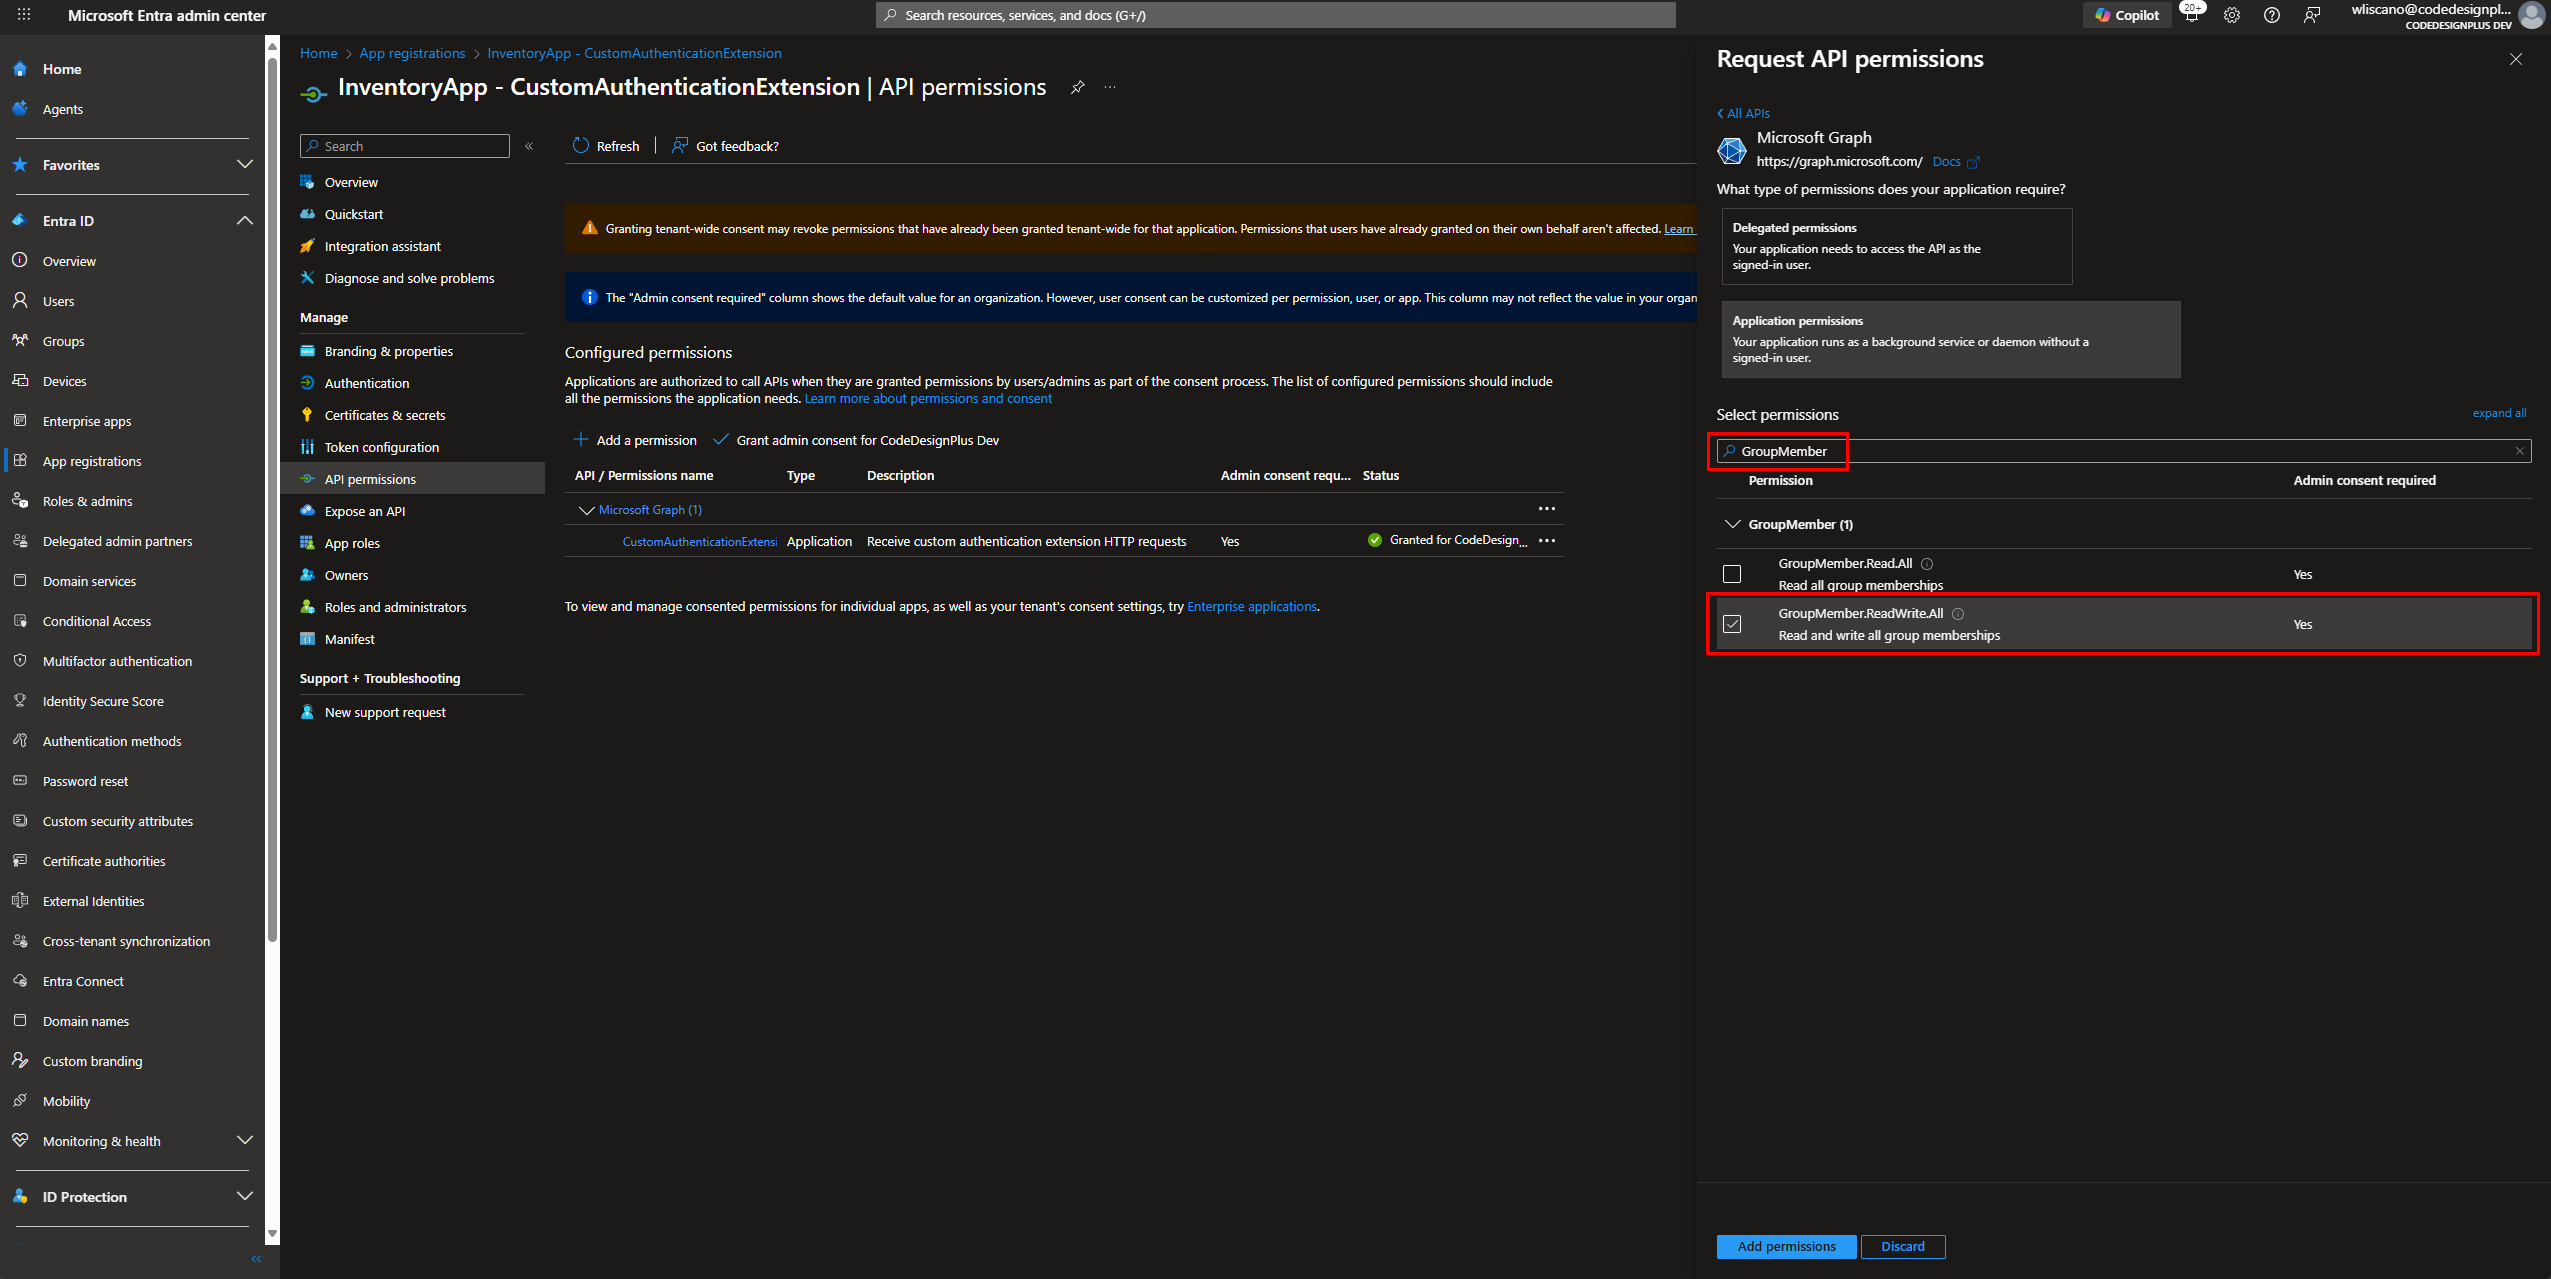 Microsoft Entra admin center
Search resources, services, and docs (G+/)
Copilot
20+
wliscano@codedesignpl...
CODEDESIGNPLUS DEV
Home
Agents
Favorites
Entra ID
Overview
Users
Groups
Devices
Enterprise apps
App registrations
Roles & admins
Delegated admin partners
Domain services
Conditional Access
Multifactor authentication
Identity Secure Score
Authentication methods
Password reset
Custom security attributes
Certificate authorities
External Identities
Cross-tenant synchronization
Entra Connect
Domain names
Custom branding
Mobility
Monitoring & health
ID Protection
Home > App registrations > InventoryApp - CustomAuthenticationExtension
InventoryApp - CustomAuthenticationExtension | API permissions
Search
Overview
Quickstart
Integration assistant
Diagnose and solve problems
Manage
Branding & properties
Authentication
Certificates & secrets
Token configuration
API permissions
Expose an API
App roles
Owners
Roles and administrators
Manifest
Support + Troubleshooting
New support request
Refresh
Got feedback?
Granting tenant-wide consent may revoke permissions that have already been granted tenant-wide for that application. Permissions that users have already granted on their own behalf aren't affected. Learn
The "Admin consent required" column shows the default value for an organization. However, user consent can be customized per permission, user, or app. This column may not reflect the value in your organ
Configured permissions
Applications are authorized to call APIs when they are granted permissions by users/admins as part of the consent process. The list of configured permissions should include
all the permissions the application needs. Learn more about permissions and consent
Add a permission
Grant admin consent for CodeDesignPlus Dev
API / Permissions name Type Description Admin consent requ... Status
Microsoft Graph (1)
CustomAuthenticationExtensi Application Receive custom authentication extension HTTP requests Yes Granted for CodeDesign...
To view and manage consented permissions for individual apps, as well as your tenant's consent settings, try Enterprise applications.
Request API permissions
All APIs
Microsoft Graph
https://graph.microsoft.com/ Docs
What type of permissions does your application require?
Delegated permissions
Your application needs to access the API as the
signed-in user.
Application permissions
Your application runs as a background service or daemon without a
signed-in user.
Select permissions
expand all
GroupMember
Permission Admin consent required
GroupMember (1)
GroupMember.Read.All
Read all group memberships
Yes
GroupMember.ReadWrite.All
Read and write all group memberships
Yes
Add permissions
Discard